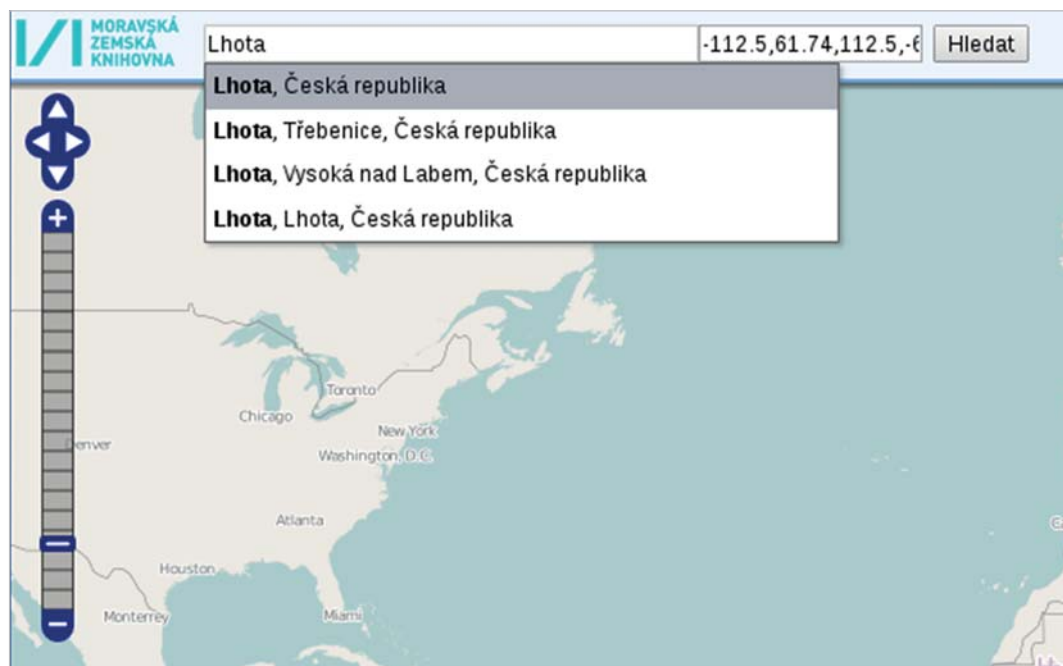 MORAVSKÁ
ZEMSKÁ
KNIHOVNA
Lhota
-112.5,61.74,112.5,-6
Hledat
Lhota, Česká republika
Lhota, Třebenice, Česká republika
Lhota, Vysoká nad Labem, Česká republika
Lhota, Lhota, Česká republika
Toronto
Chicago
New York
Denver
Washington, D.C.
Atlanta
Houston
Monterrey
Miami